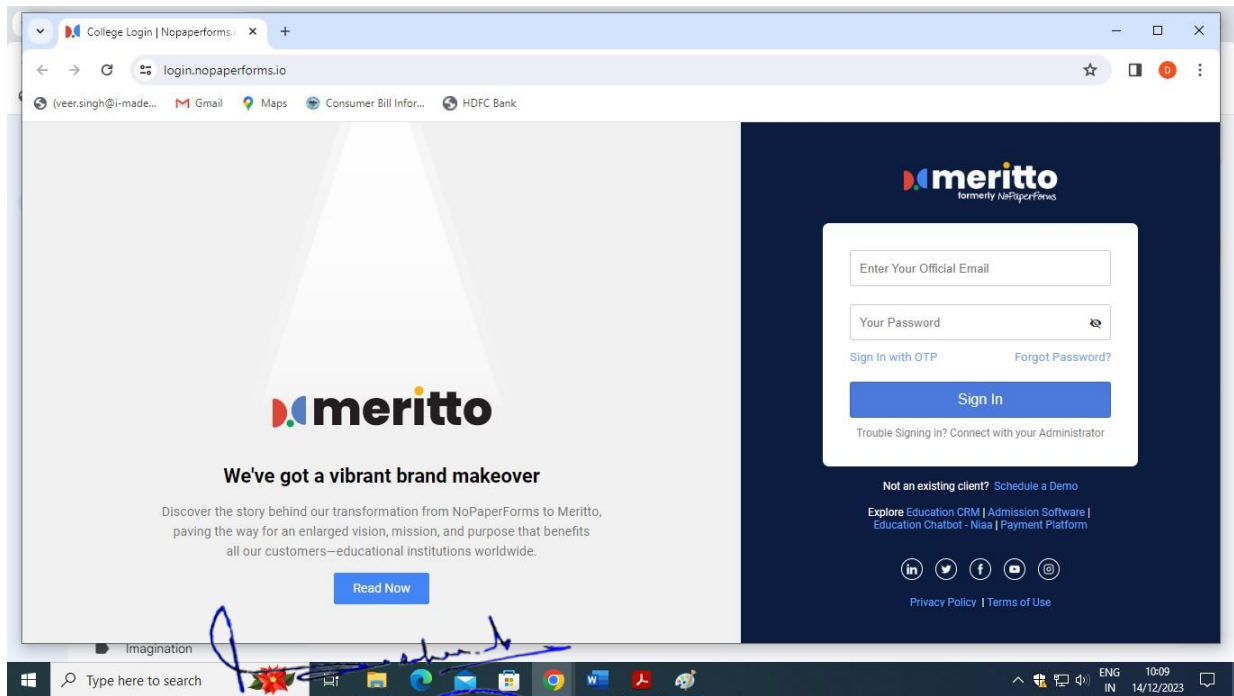 College Login | Nopaperforms.
login.nopaperforms.io
(veer.singh@i-made...
Gmail
Maps
Consumer Bill Infor...
HDFC Bank
meritto
We've got a vibrant brand makeover
Discover the story behind our transformation from NoPaperForms to Meritto,
paving the way for an enlarged vision, mission, and purpose that benefits
all our customers—educational institutions worldwide.
Read Now
meritto
formerly NoPaperForms
Enter Your Official Email
Your Password
Sign In with OTP
Forgot Password?
Sign In
Trouble Signing in? Connect with your Administrator
Not an existing client? Schedule a Demo
Explore Education CRM | Admission Software |
Education Chatbot - Niaa | Payment Platform
Privacy Policy | Terms of Use
Imagination
Type here to search
ENG
IN
10:09
14/12/2023